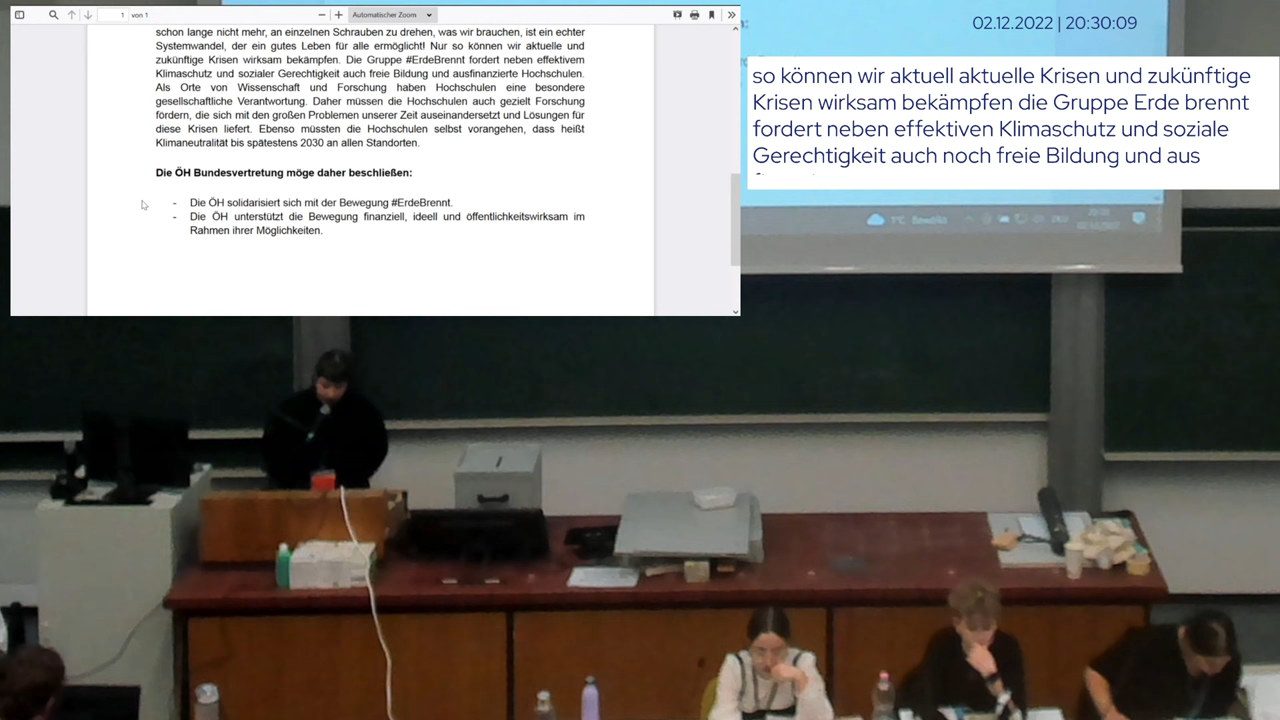 1 von 1
Automatischer Zoom
schon lange nicht mehr, an einzelnen Schrauben zu drehen, was wir brauchen, ist ein echter
Systemwandel, der ein gutes Leben für alle ermöglicht! Nur so können wir aktuelle und
zukünftige Krisen wirksam bekämpfen. Die Gruppe #ErdeBrennt fordert neben effektivem
Klimaschutz und sozialer Gerechtigkeit auch freie Bildung und ausfinanzierte Hochschulen.
Als Orte von Wissenschaft und Forschung haben Hochschulen eine besondere
gesellschaftliche Verantwortung. Daher müssen die Hochschulen auch gezielt Forschung
fördern, die sich mit den großen Problemen unserer Zeit auseinandersetzt und Lösungen für
diese Krisen liefert. Ebenso müssten die Hochschulen selbst vorangehen, dass heißt
Klimaneutralität bis spätestens 2030 an allen Standorten.
Die ÖH Bundesvertretung möge daher beschließen:
- Die ÖH solidarisiert sich mit der Bewegung #ErdeBrennt.
- Die ÖH unterstützt die Bewegung finanziell, ideell und öffentlichkeitswirksam im
Rahmen ihrer Möglichkeiten.
02.12.2022 | 20:30:09
so können wir aktuell aktuelle Krisen und zukünftige
Krisen wirksam bekämpfen die Gruppe Erde brennt
fordert neben effektiven Klimaschutz und soziale
Gerechtigkeit auch noch freie Bildung und aus